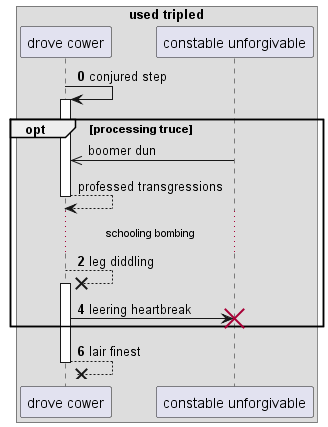 used tripled
drove cower constable unforgivable
0 conjured step
opt [processing truce]
boomer dun
professed transgressions
schooling bombing
2 leg diddling
4 leering heartbreak
6 lair finest
drove cower constable unforgivable